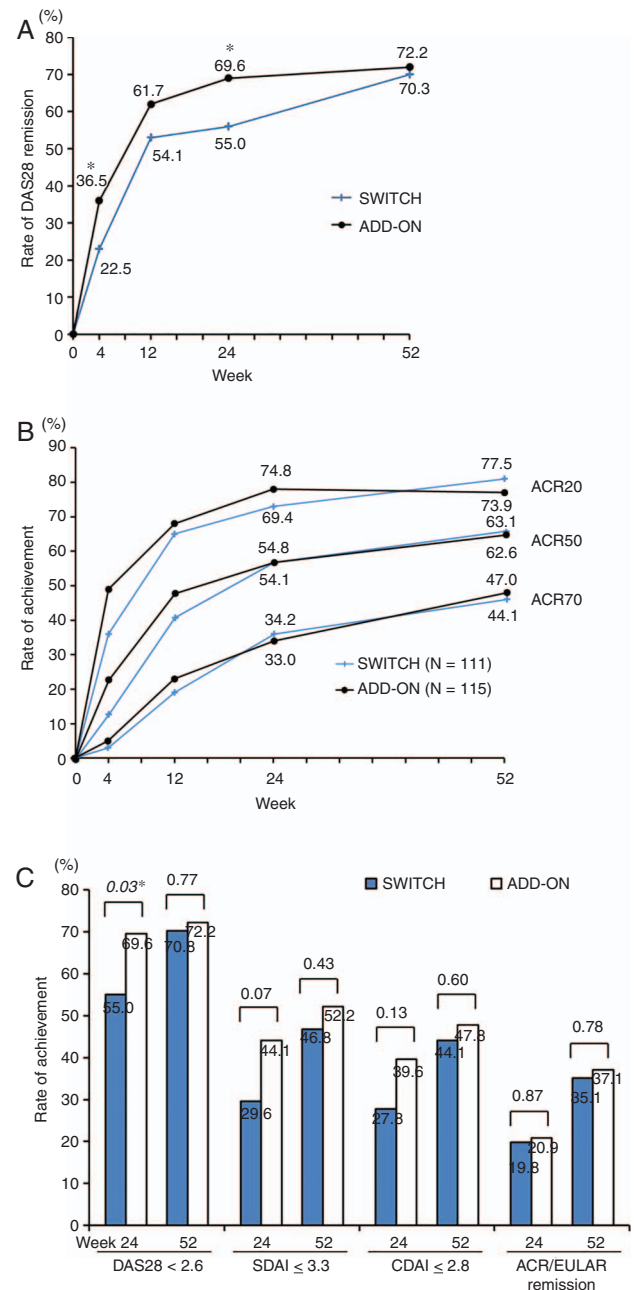 A
(%)
80
70
60
50
40
30
20
10
0
Rate of DAS28 remission
*
36.5
22.5
61.7
54.1
*
69.6
55.0
72.2
70.3
SWITCH
ADD-ON
0 4 12 24 52
Week
B
(%)
90
80
70
60
50
40
30
20
10
0
Rate of achievement
74.8
69.4
54.8
54.1
34.2
33.0
77.5
73.9
63.1
62.6
47.0
44.1
ACR20
ACR50
ACR70
SWITCH (N = 111)
ADD-ON (N = 115)
0 4 12 24 52
Week
C
(%)
SWITCH ADD-ON
80
70
60
50
40
30
20
10
0
Rate of achievement
0.03* 0.77
55.0 69.6 70.8 72.2
0.07 0.43
29.6 44.1 46.8 52.2
0.13 0.60
27.8 39.6 44.1 47.8
0.87 0.78
19.8 20.9 35.1 37.1
Week 24 52 24 52 24 52 24 52
DAS28 < 2.6 SDAI ≤ 3.3 CDAI ≤ 2.8 ACR/EULAR
remission